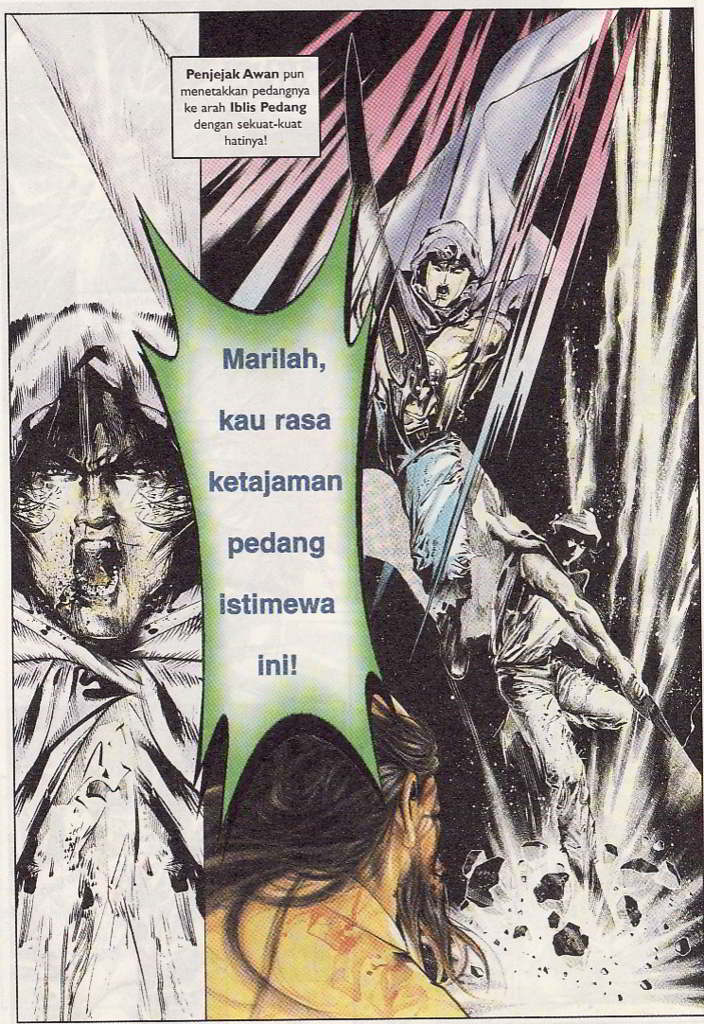 Penjejak Awan pun
menetakkan pedangnya
ke arah Iblis Pedang
dengan sekuat-kuat
hatinya!
Marilah,
kau rasa
ketajaman
pedang
istimewa
ini!